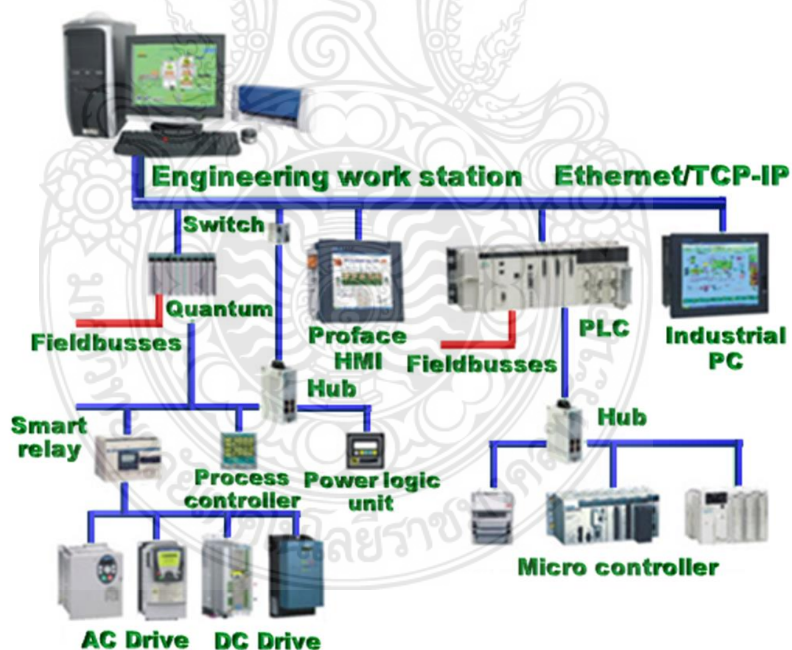 Engineering work station
Ethernet/TCP-IP
Switch
Quantum
Fieldbusses
Proface
HMI
Fieldbusses
PLC
Industrial
PC
Hub
Hub
Smart
relay
Process
controller
Power logic
unit
Micro controller
AC Drive
DC Drive